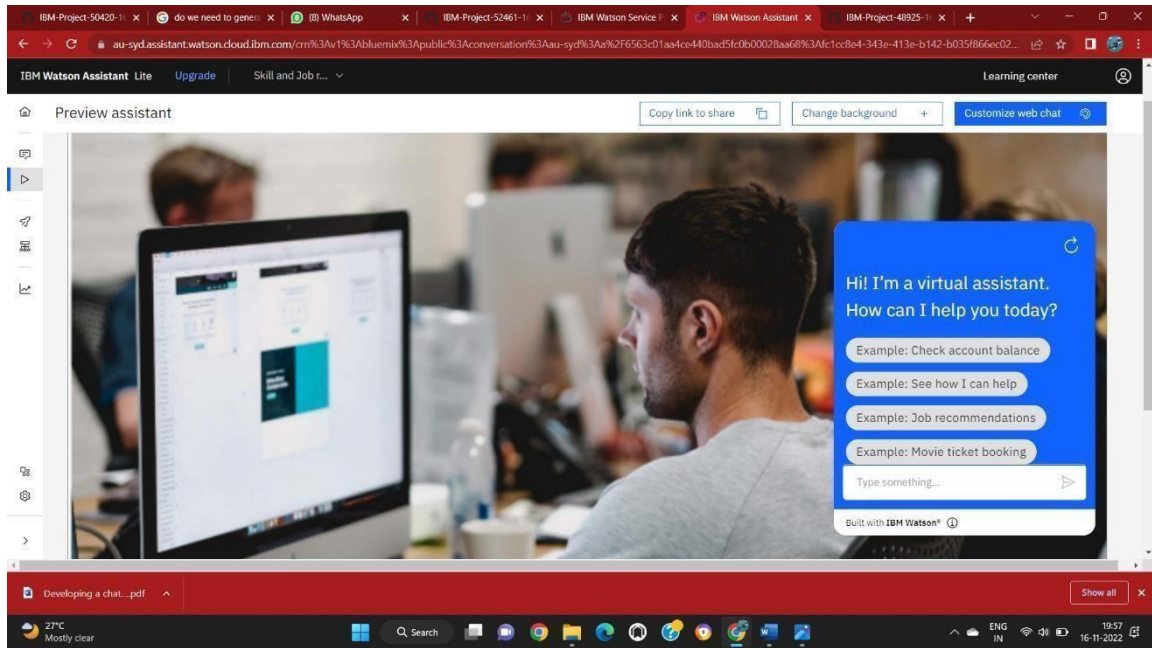 IBM-Project-50420-1
do we need to gener
(8) WhatsApp
IBM-Project-52461-1
IBM Watson Service P
IBM Watson Assistant
IBM-Project-48925-1
au-syd.assistant.watson.cloud.ibm.com/crn%3Av1%3Abluemix%3Apublic%3Aconversation%3Aau-syd%3Aa%2F6563c01aa4ce440bad5fc0b00028aa68%3Afc1cc8e4-343e-413e-b142-b035f866ec02...
IBM Watson Assistant Lite Upgrade Skill and Job r... Learning center
Preview assistant Copy link to share Change background + Customize web chat
Hi! I'm a virtual assistant.
How can I help you today?
Example: Check account balance
Example: See how I can help
Example: Job recommendations
Example: Movie ticket booking
Type something...
Built with IBM Watson®
Developing a chat....pdf Show all
27°C
Mostly clear
Search
ENG
IN
19:57
16-11-2022